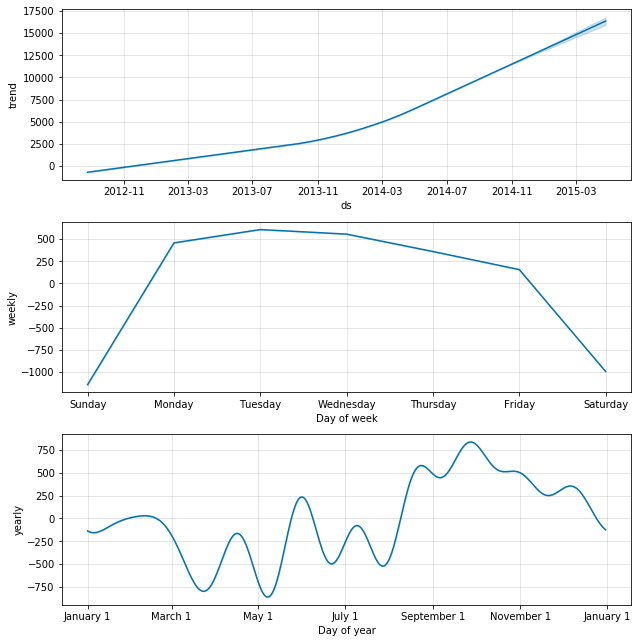 17500
15000
12500
10000
7500
5000
2500
0
trend
2012-11 2013-03 2013-07 2013-11 2014-03 2014-07 2014-11 2015-03
ds
500
250
0
−250
−500
−750
−1000
weekly
Sunday Monday Tuesday Wednesday Thursday Friday Saturday
Day of week
750
500
250
0
−250
−500
−750
yearly
January 1 March 1 May 1 July 1 September 1 November 1 January 1
Day of year